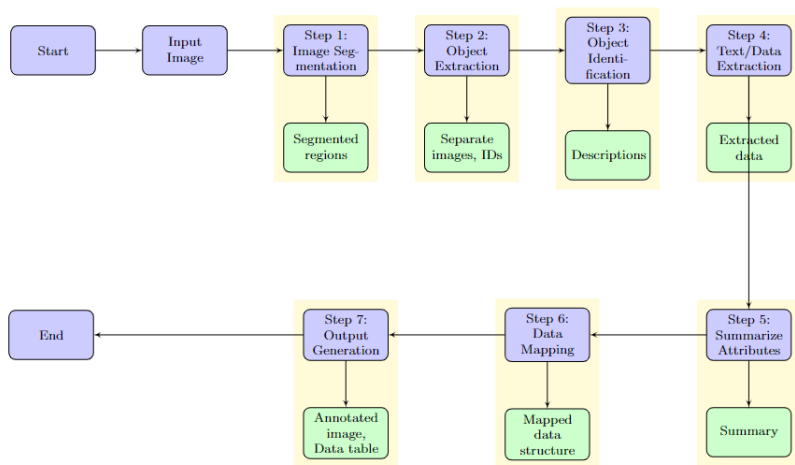 Start
Input
Image
Step 1:
Image Seg-
mentation
Step 2:
Object
Extraction
Step 3:
Object
Identi-
fication
Step 4:
Text/Data
Extraction
Segmented
regions
Separate
images, IDs
Descriptions
Extracted
data
End
Step 7:
Output
Generation
Step 6:
Data
Mapping
Step 5:
Summarize
Attributes
Annotated
image,
Data table
Mapped
data
structure
Summary